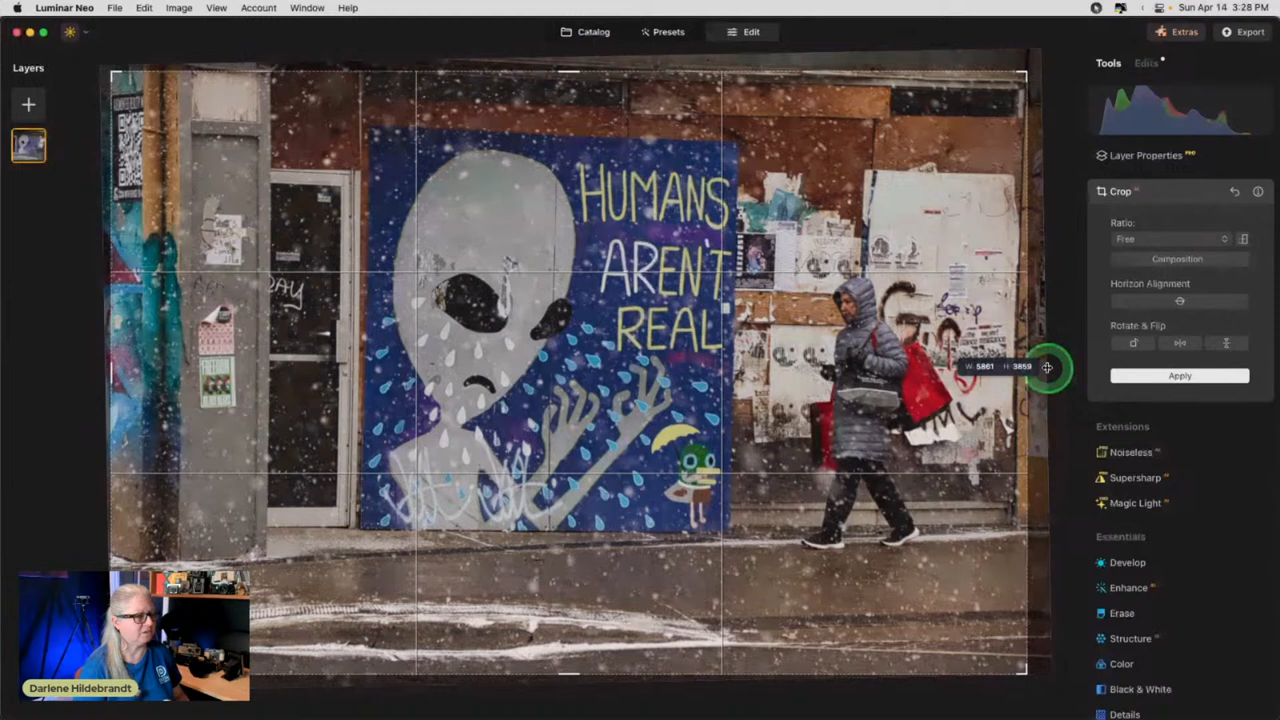 Luminar Neo File Edit Image View Account Window Help Sun Apr 14 3:28 PM
Catalog Presets Edit Extras Export
Layers
Tools Edits
Layer Properties PRO
Crop
Ratio:
Free
Composition
Horizon Alignment
Rotate & Flip
Apply
Extensions
Noiseless
Supersharp
Magic Light
Essentials
Develop
Enhance
Erase
Structure
Color
Black & White
Details
HUMANS
AREN'T
REAL
W: 5861 H: 3859
Darlene Hildebrandt